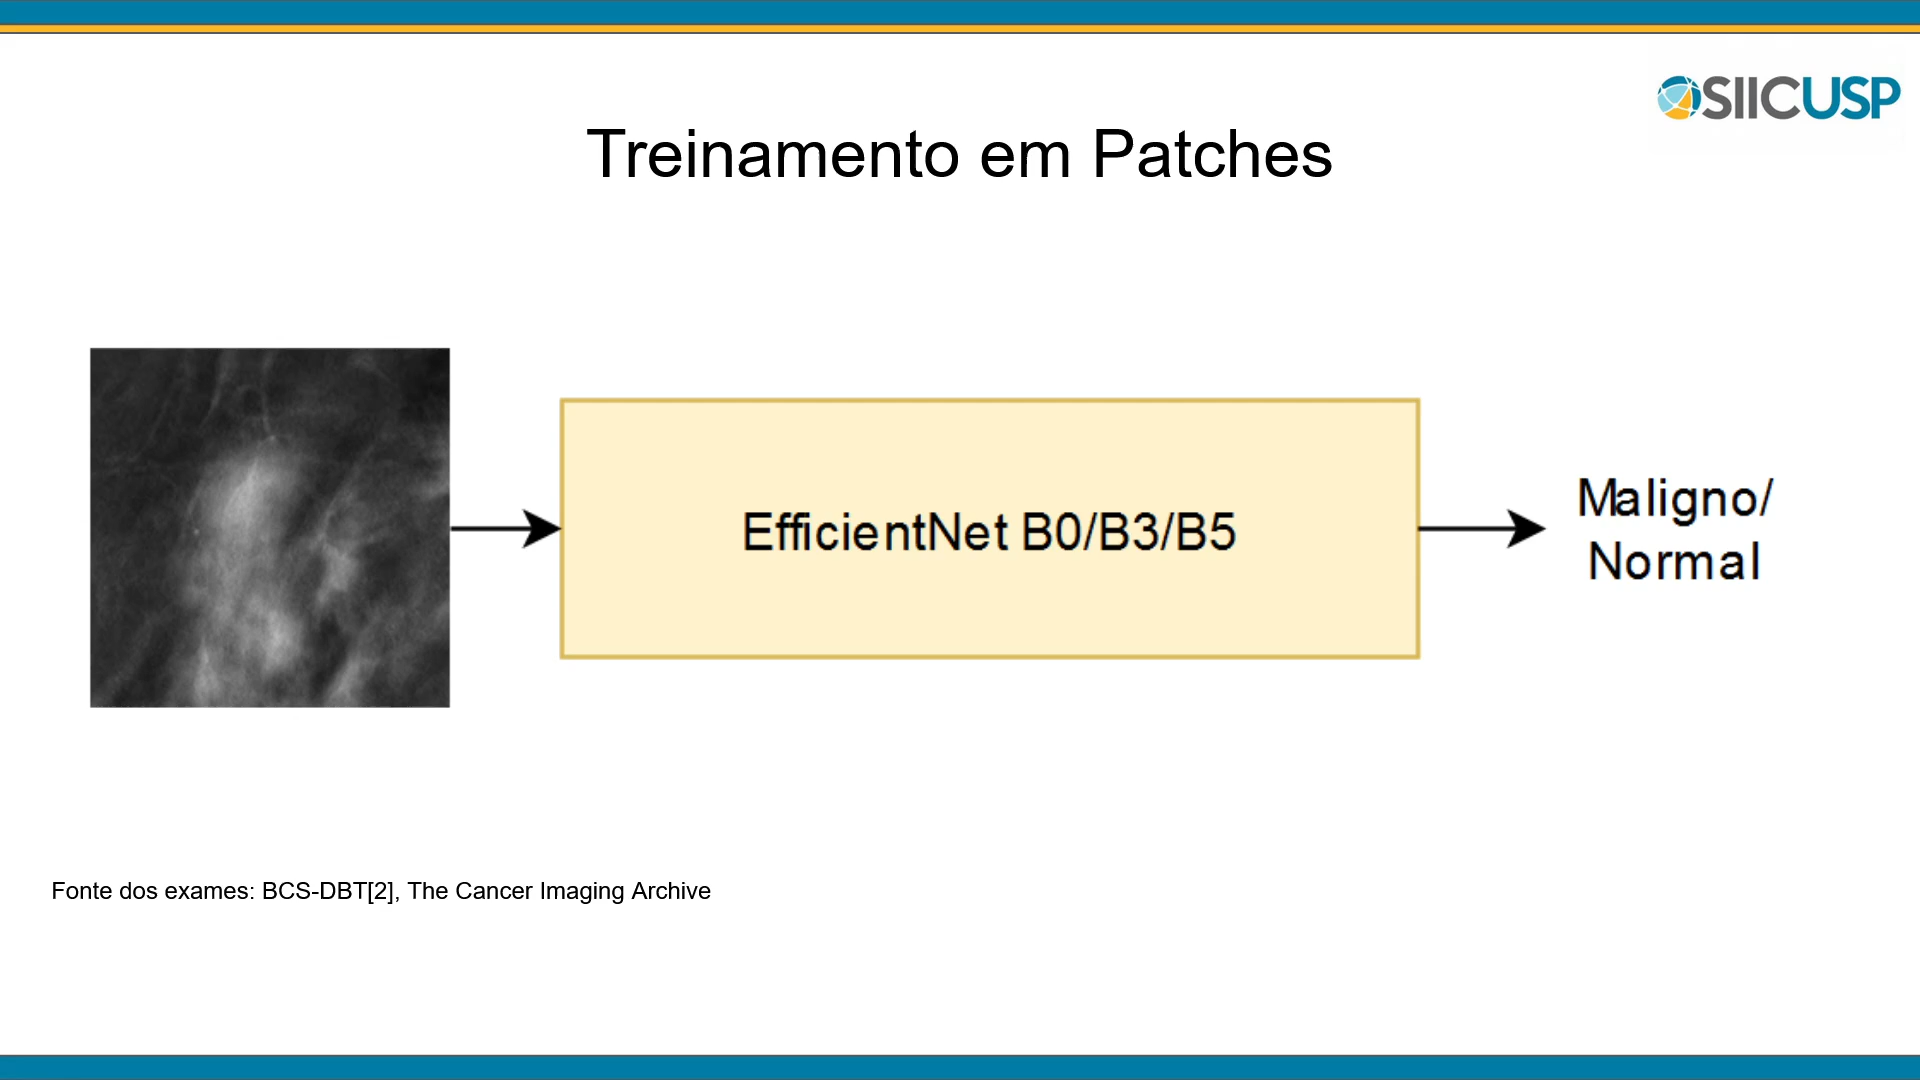 SIICUSP
Treinamento em Patches
EfficientNet B0/B3/B5
Maligno/
Normal
Fonte dos exames: BCS-DBT[2], The Cancer Imaging Archive